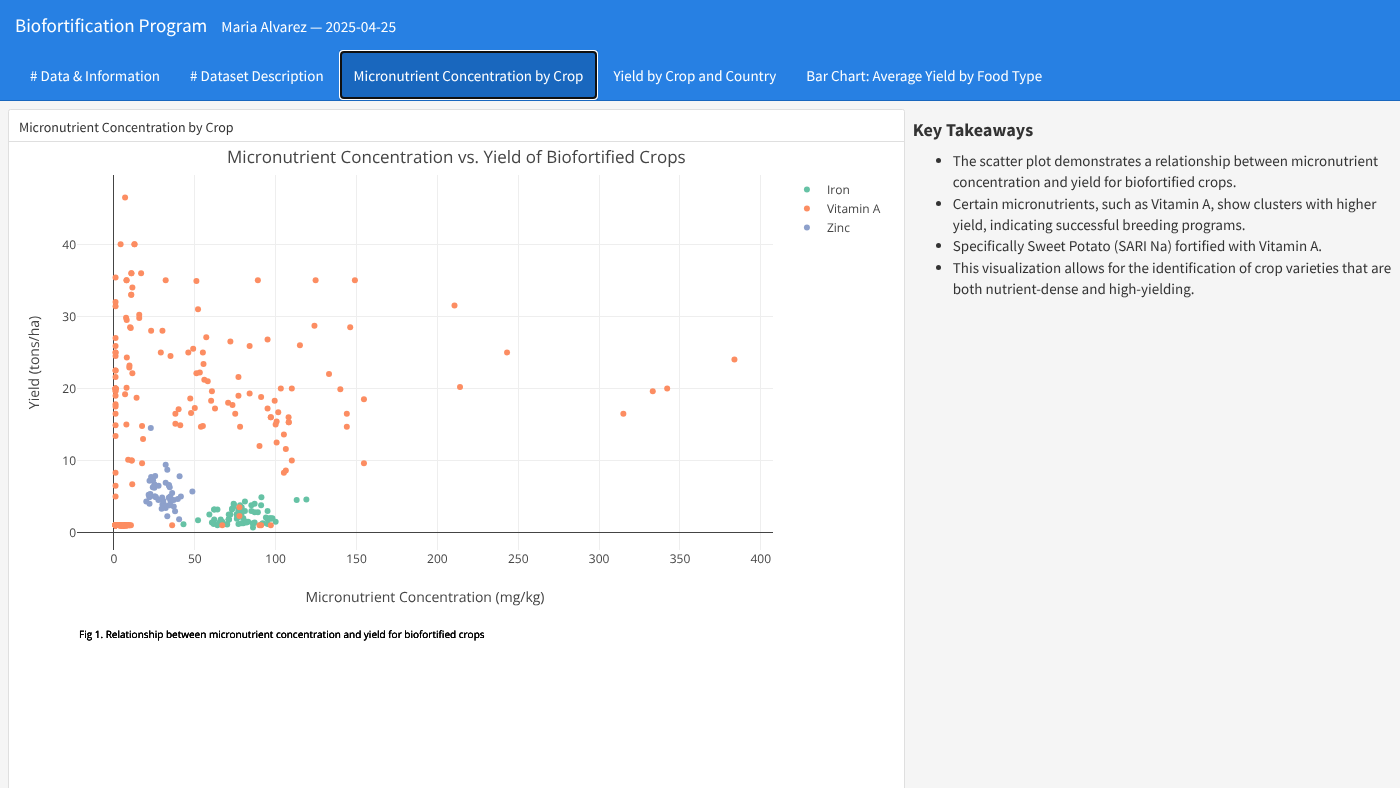 Biofortification Program Maria Alvarez — 2025-04-25
# Data & Information # Dataset Description Micronutrient Concentration by Crop Yield by Crop and Country Bar Chart: Average Yield by Food Type
Micronutrient Concentration by Crop
Micronutrient Concentration vs. Yield of Biofortified Crops
Iron
Vitamin A
Zinc
40
30
20
10
0
Yield (tons/ha)
0 50 100 150 200 250 300 350 400
Micronutrient Concentration (mg/kg)
Fig 1. Relationship between micronutrient concentration and yield for biofortified crops
Key Takeaways
• The scatter plot demonstrates a relationship between micronutrient
concentration and yield for biofortified crops.
• Certain micronutrients, such as Vitamin A, show clusters with higher
yield, indicating successful breeding programs.
• Specifically Sweet Potato (SARI Na) fortified with Vitamin A.
• This visualization allows for the identification of crop varieties that are
both nutrient-dense and high-yielding.